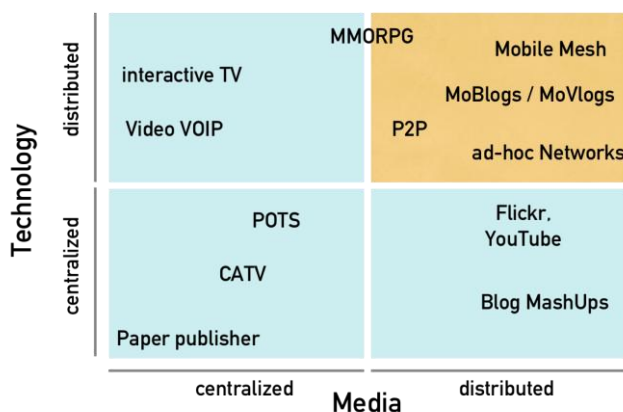 MMORPG
Mobile Mesh
interactive TV
MoBlogs / MoVlogs
Video VOIP
P2P
ad-hoc Networks
distributed
Technology
centralized
POTS
Flickr,
YouTube
CATV
Blog MashUps
Paper publisher
centralized
Media
distributed